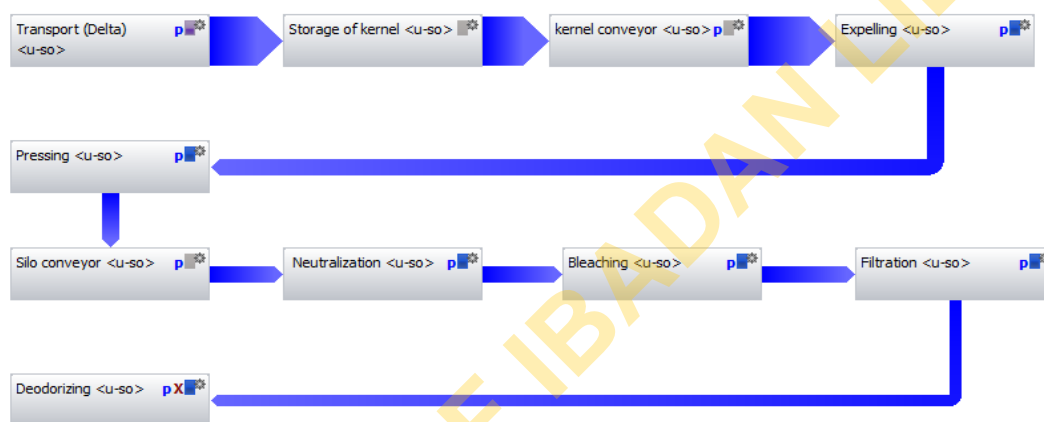 Transport (Delta) p
<u-so>
Storage of kernel <u-so>
kernel conveyor <u-so> p
Expelling <u-so> p
Pressing <u-so> p
Silo conveyor <u-so> p
Neutralization <u-so> p
Bleaching <u-so> p
Filtration <u-so> p
Deodorizing <u-so> p X
E IBADAN LI